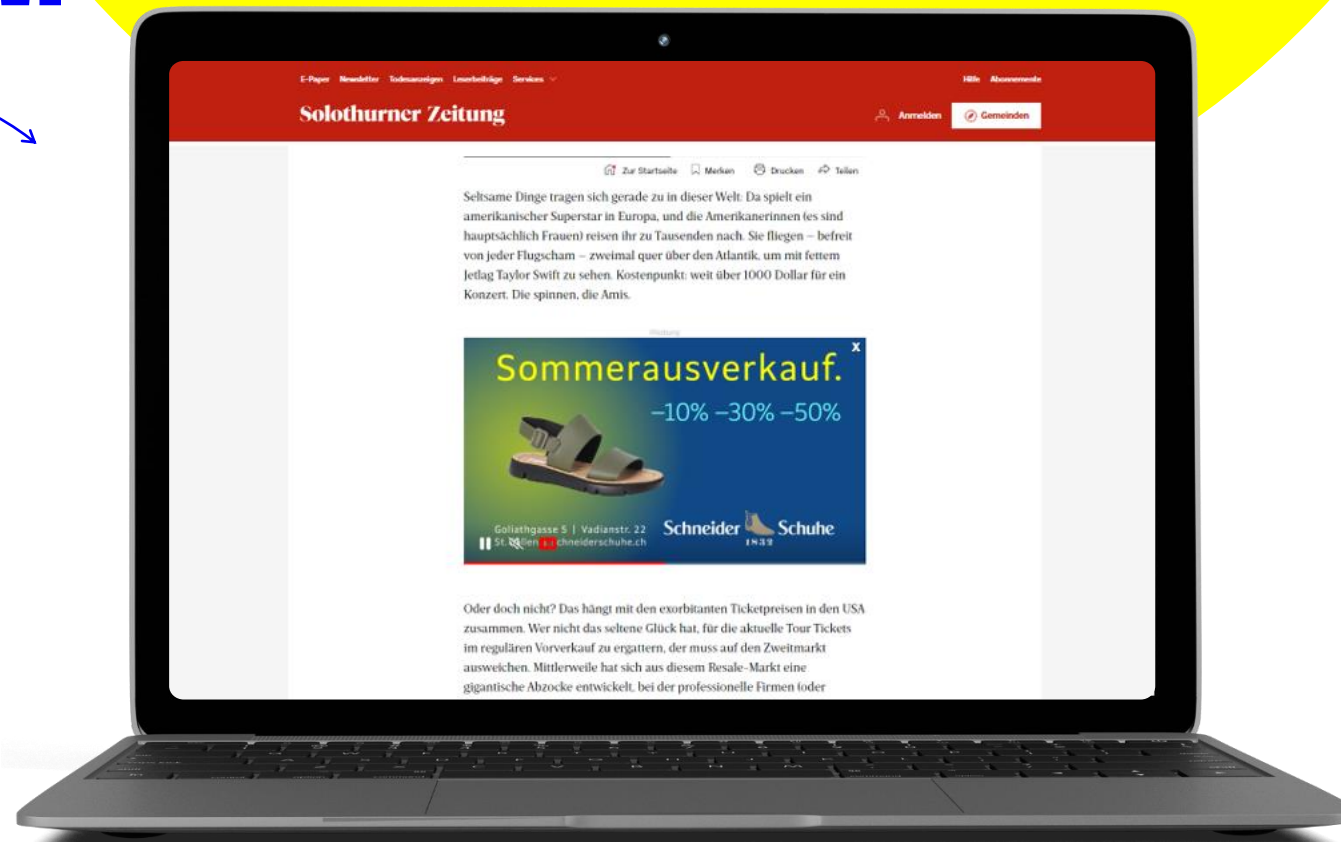 E-Paper Newsletter Todesanzeigen Leserbeiträge Services
Hilfe Abonnemente
Solothurner Zeitung
Anmelden
Gemeinden
Zur Startseite Merken Drucken Teilen
Seltsame Dinge tragen sich gerade zu in dieser Welt: Da spielt ein
amerikanischer Superstar in Europa, und die Amerikanerinnen (es sind
hauptsächlich Frauen) reisen ihr zu Tausenden nach. Sie fliegen – befreit
von jeder Flugscham – zweimal quer über den Atlantik, um mit fettem
Jetlag Taylor Swift zu sehen. Kostenpunkt: weit über 1000 Dollar für ein
Konzert. Die spinnen, die Amis.
Werbung
X
Sommerausverkauf.
–10% –30% –50%
Goliathgasse 5 | Vadianstr. 22
St. Gallen chneiderschuhe.ch
Schneider Schuhe
1832
Oder doch nicht? Das hängt mit den exorbitanten Ticketpreisen in den USA
zusammen. Wer nicht das seltene Glück hat, für die aktuelle Tour Tickets
im regulären Vorverkauf zu ergattern, der muss auf den Zweitmarkt
ausweichen. Mittlerweile hat sich aus diesem Resale-Markt eine
gigantische Abzocke entwickelt, bei der professionelle Firmen (oder